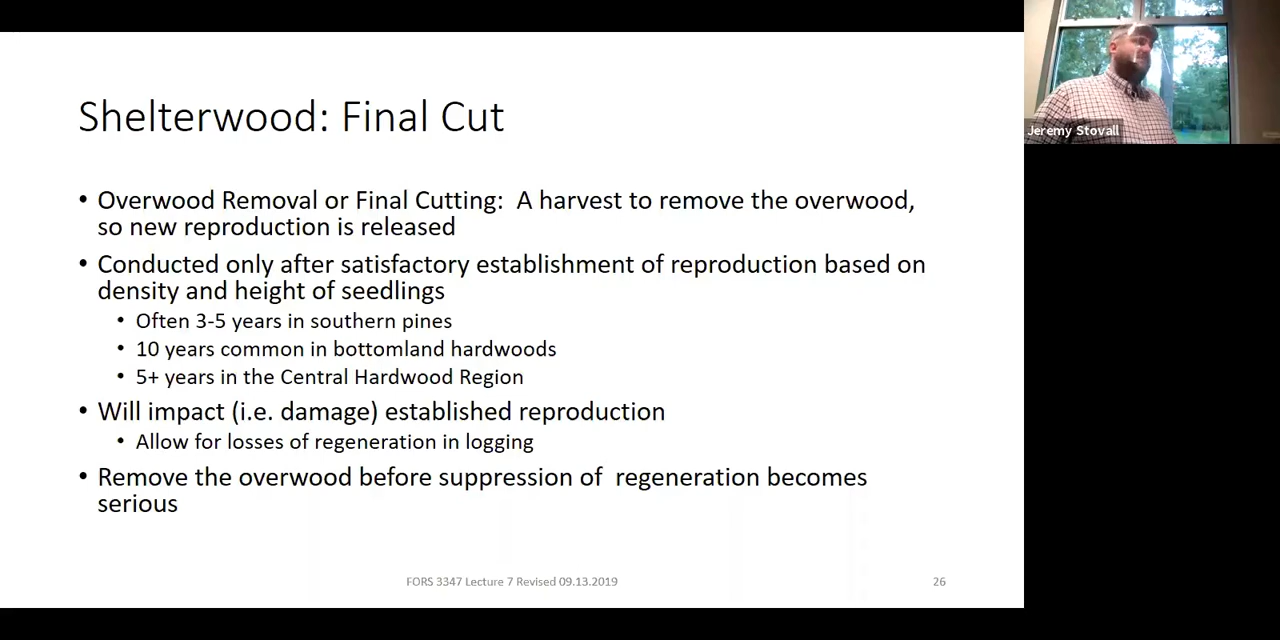 Shelterwood: Final Cut
• Overwood Removal or Final Cutting: A harvest to remove the overwood,
so new reproduction is released
• Conducted only after satisfactory establishment of reproduction based on
density and height of seedlings
• Often 3-5 years in southern pines
• 10 years common in bottomland hardwoods
• 5+ years in the Central Hardwood Region
• Will impact (i.e. damage) established reproduction
• Allow for losses of regeneration in logging
• Remove the overwood before suppression of regeneration becomes
serious
FORS 3347 Lecture 7 Revised 09.13.2019
26
Jeremy Stovall